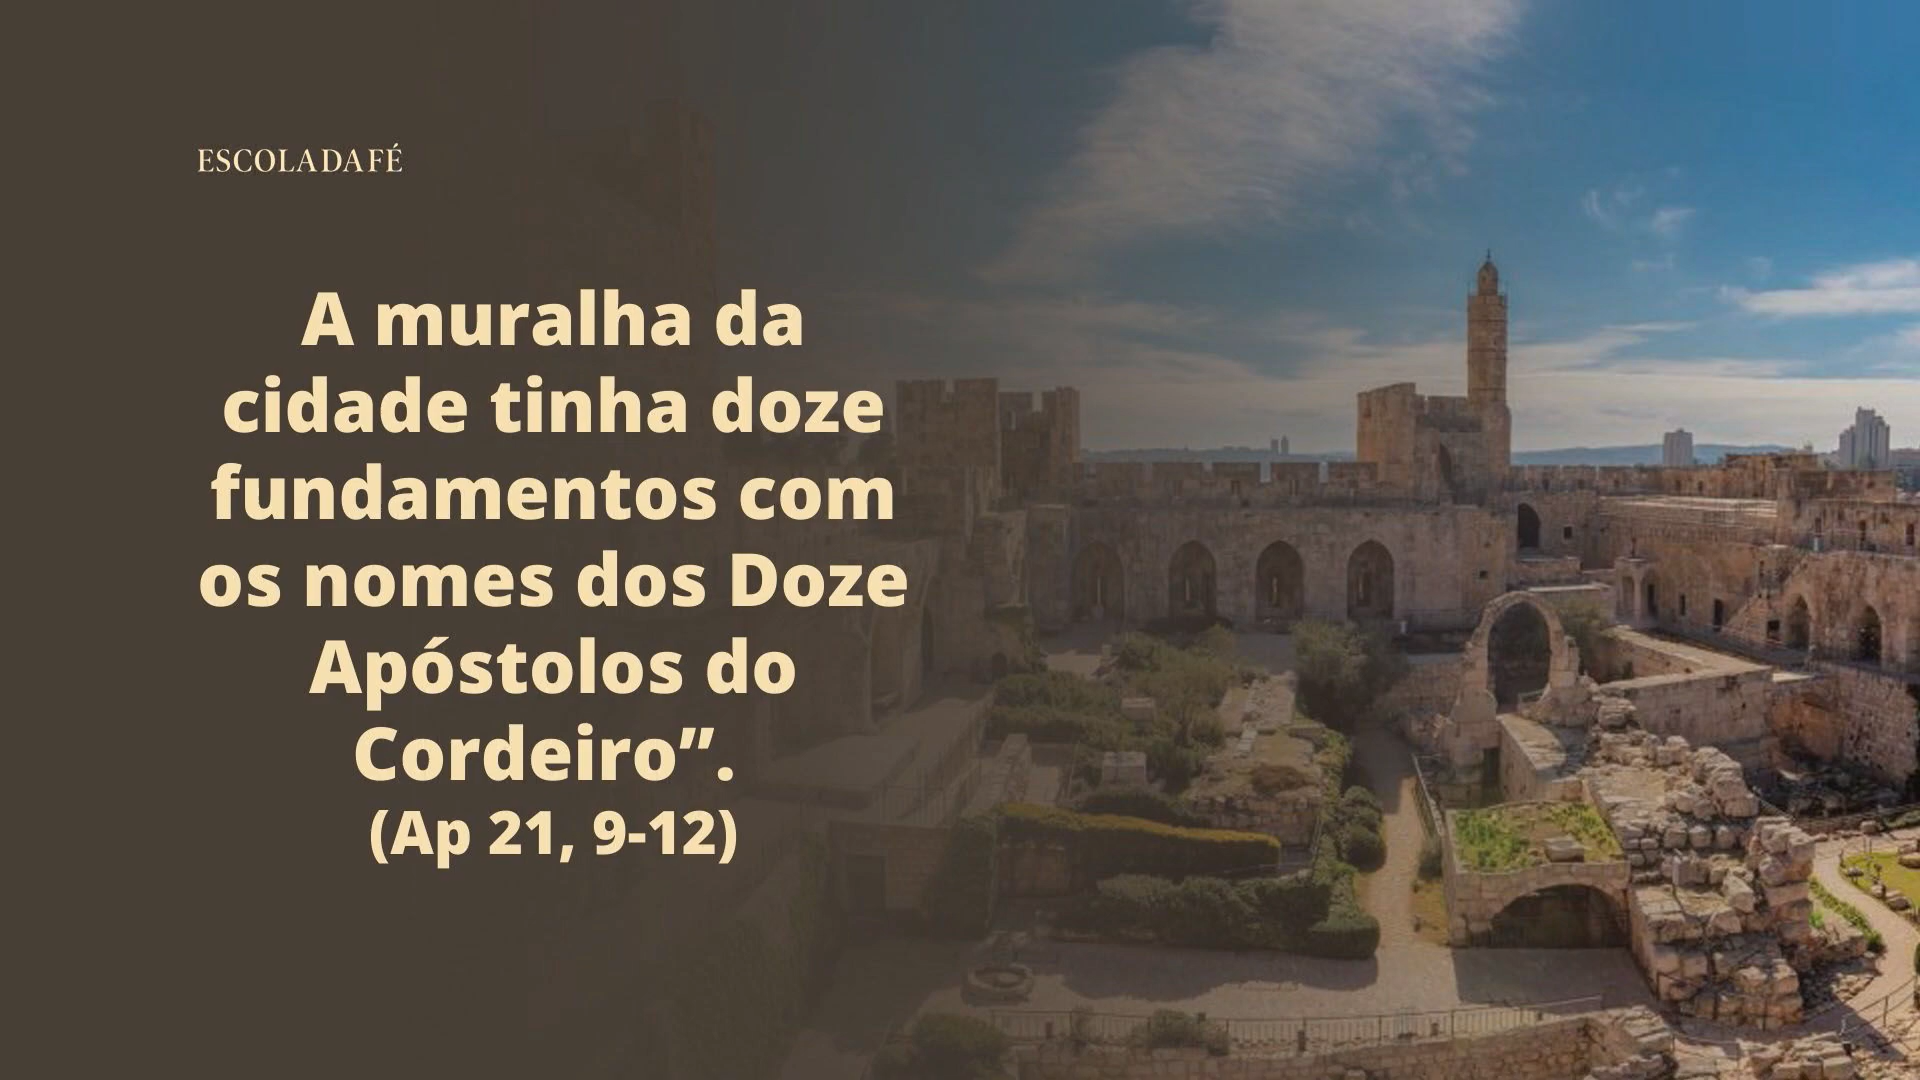 ESCOLADAFÉ
A muralha da
cidade tinha doze
fundamentos com
os nomes dos Doze
Apóstolos do
Cordeiro”.
(Ap 21, 9-12)